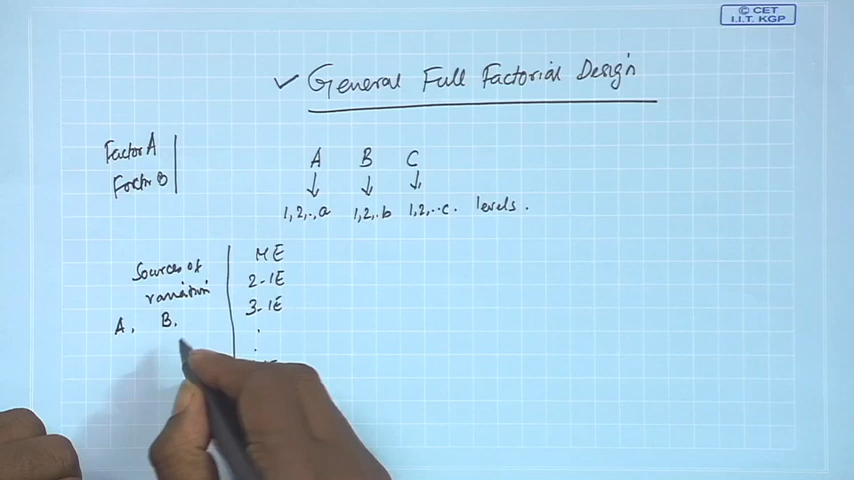 © CET
I.I.T. KGP
✓ General Full Factorial Design
Factor A
Factor B
A B C
↓ ↓ ↓
1,2,..,a 1,2,..b 1,2,..c. levels.
Sources of
variation
A, B.
ME
2-IE
3-IE
.
.